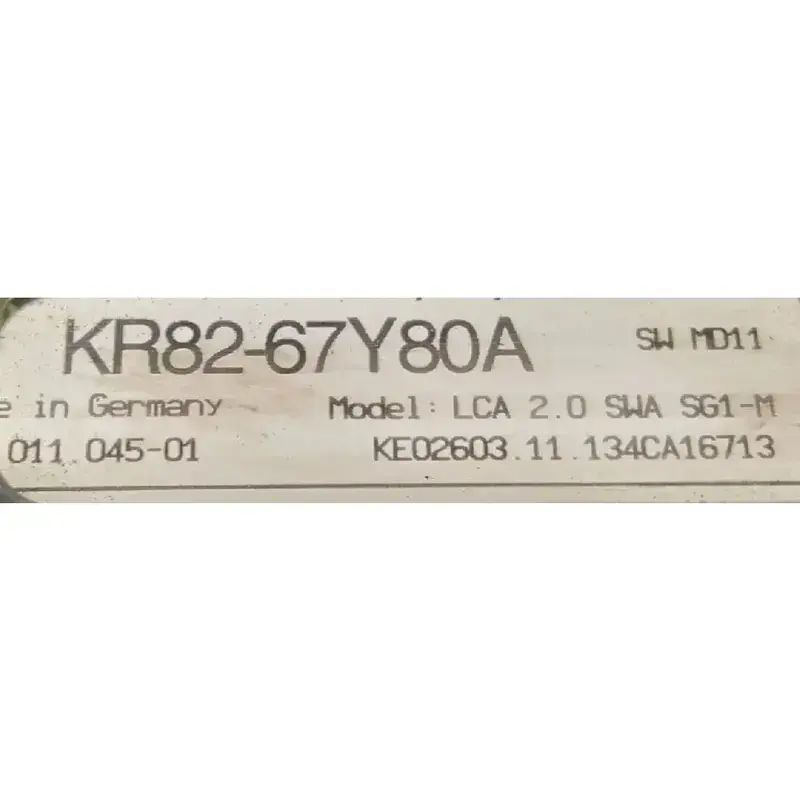 KR82-67Y80A SW MD11
e in Germany Model: LCA 2.0 SWA SG1-M
011.045-01 KE02603.11.134CA16713